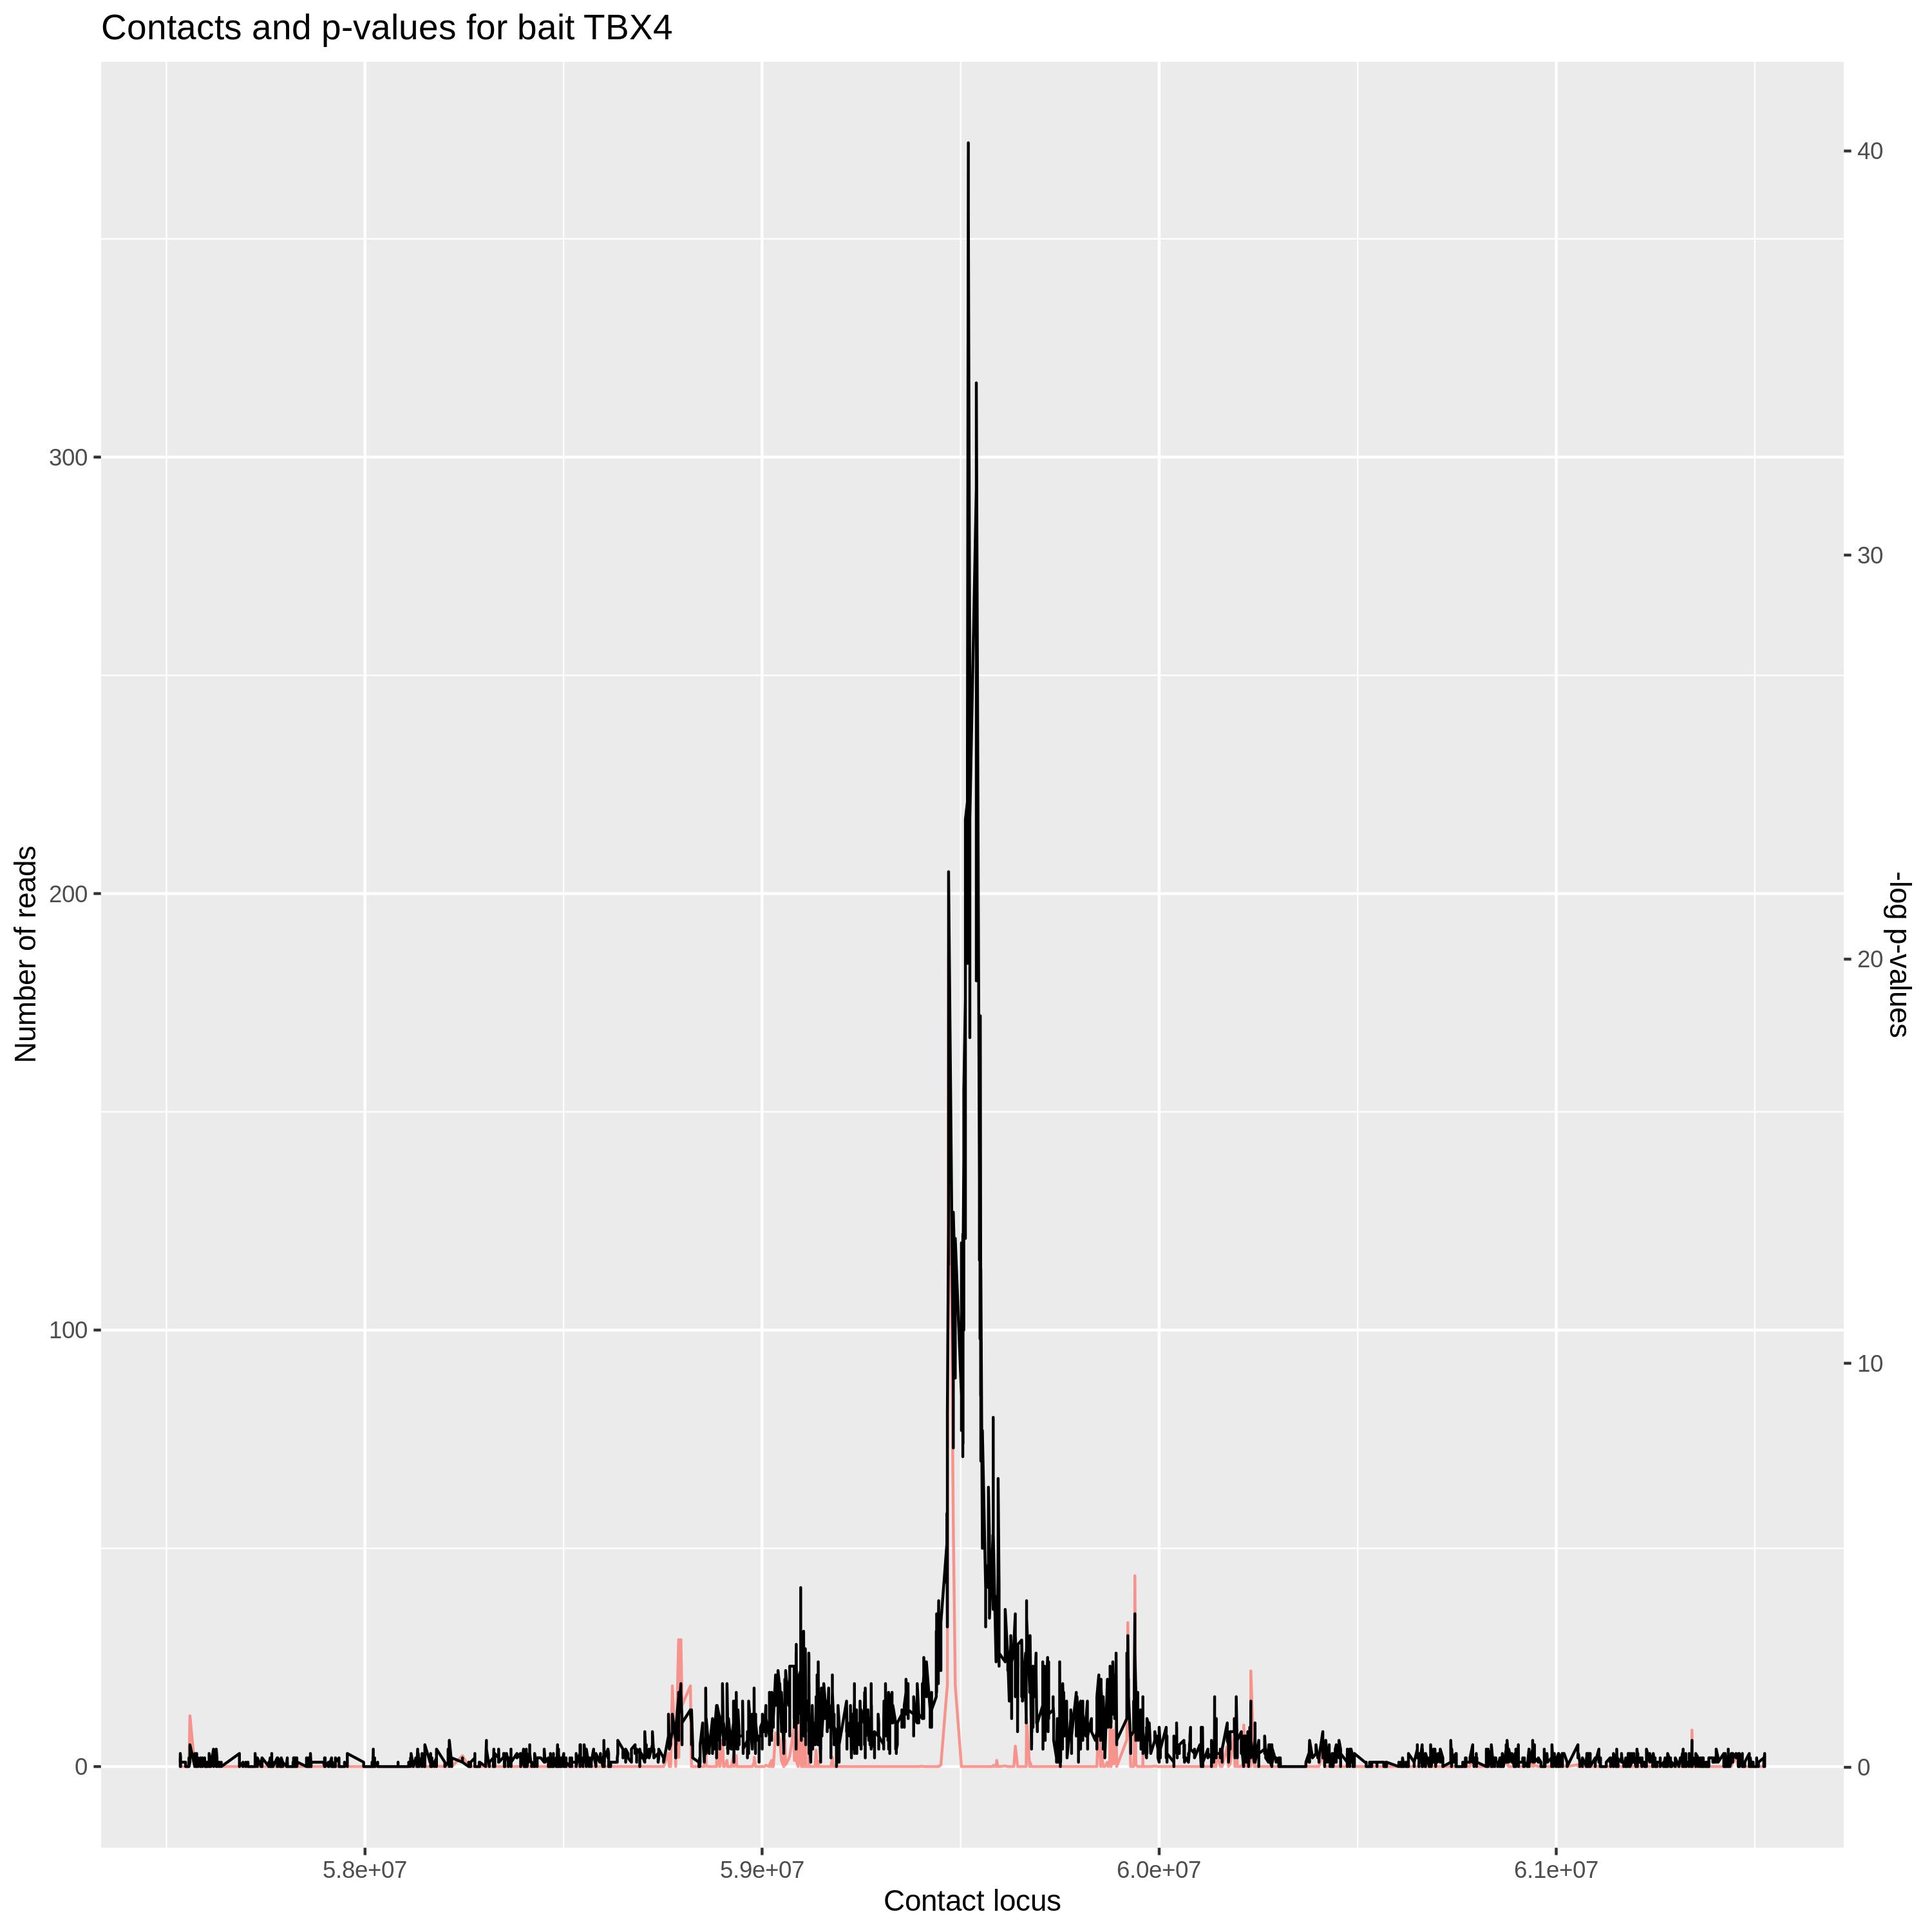 Contacts and p-values for bait TBX4
Number of reads
300
200
100
0
40
30
20
10
0
-log p-values
5.8e+07
5.9e+07
6.0e+07
6.1e+07
Contact locus